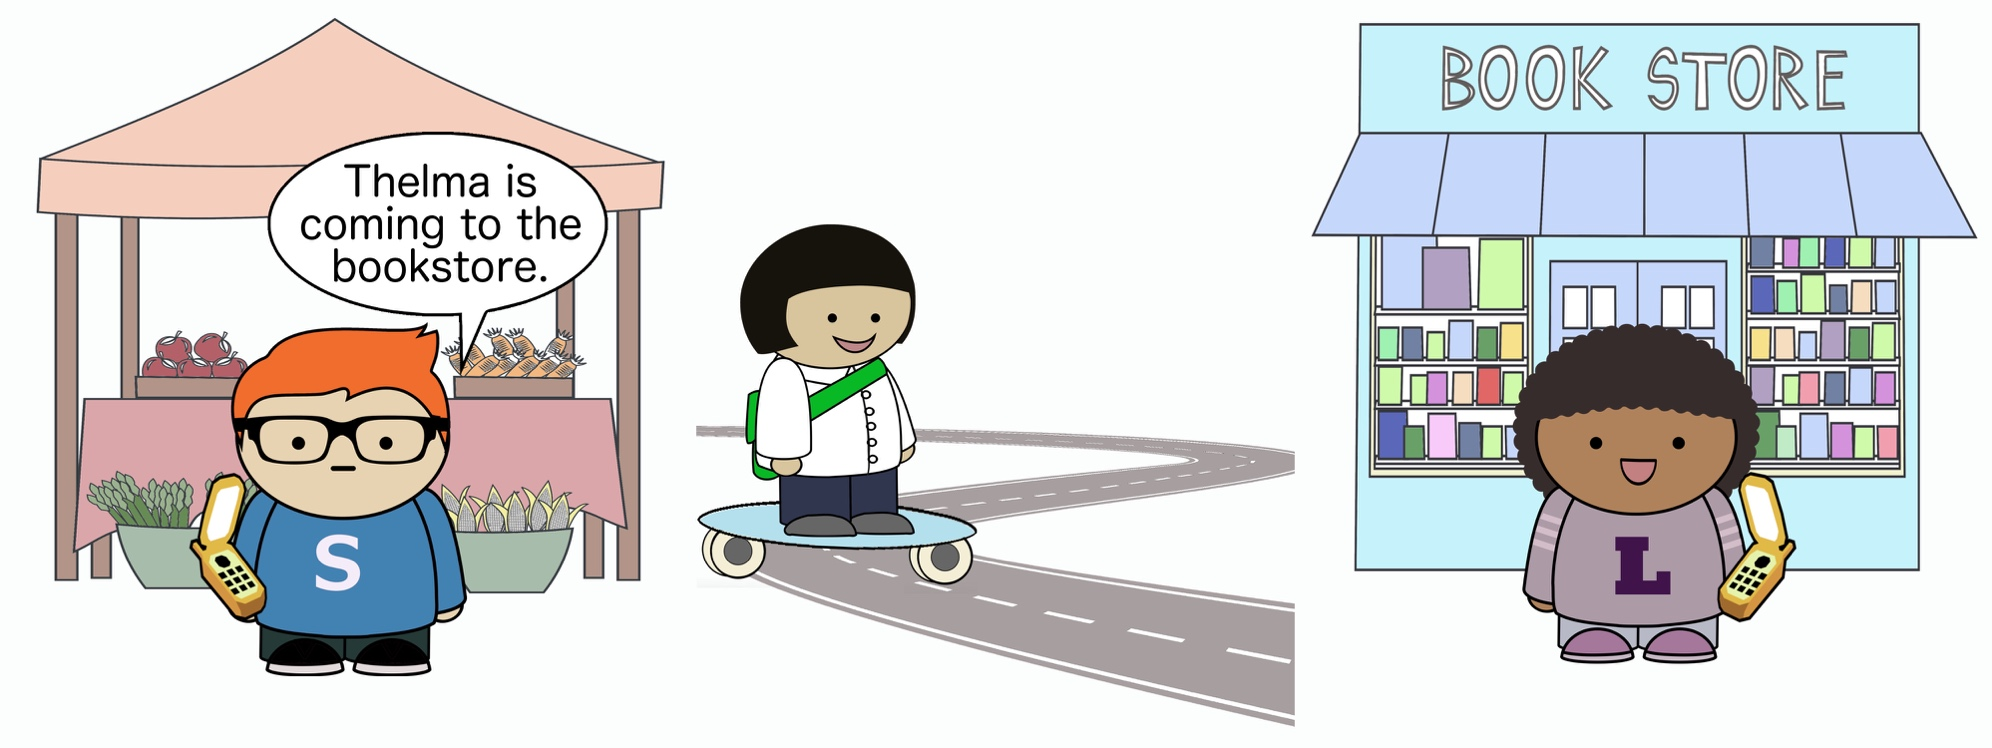 Thelma is
coming to the
bookstore.
S
BOOK STORE
L